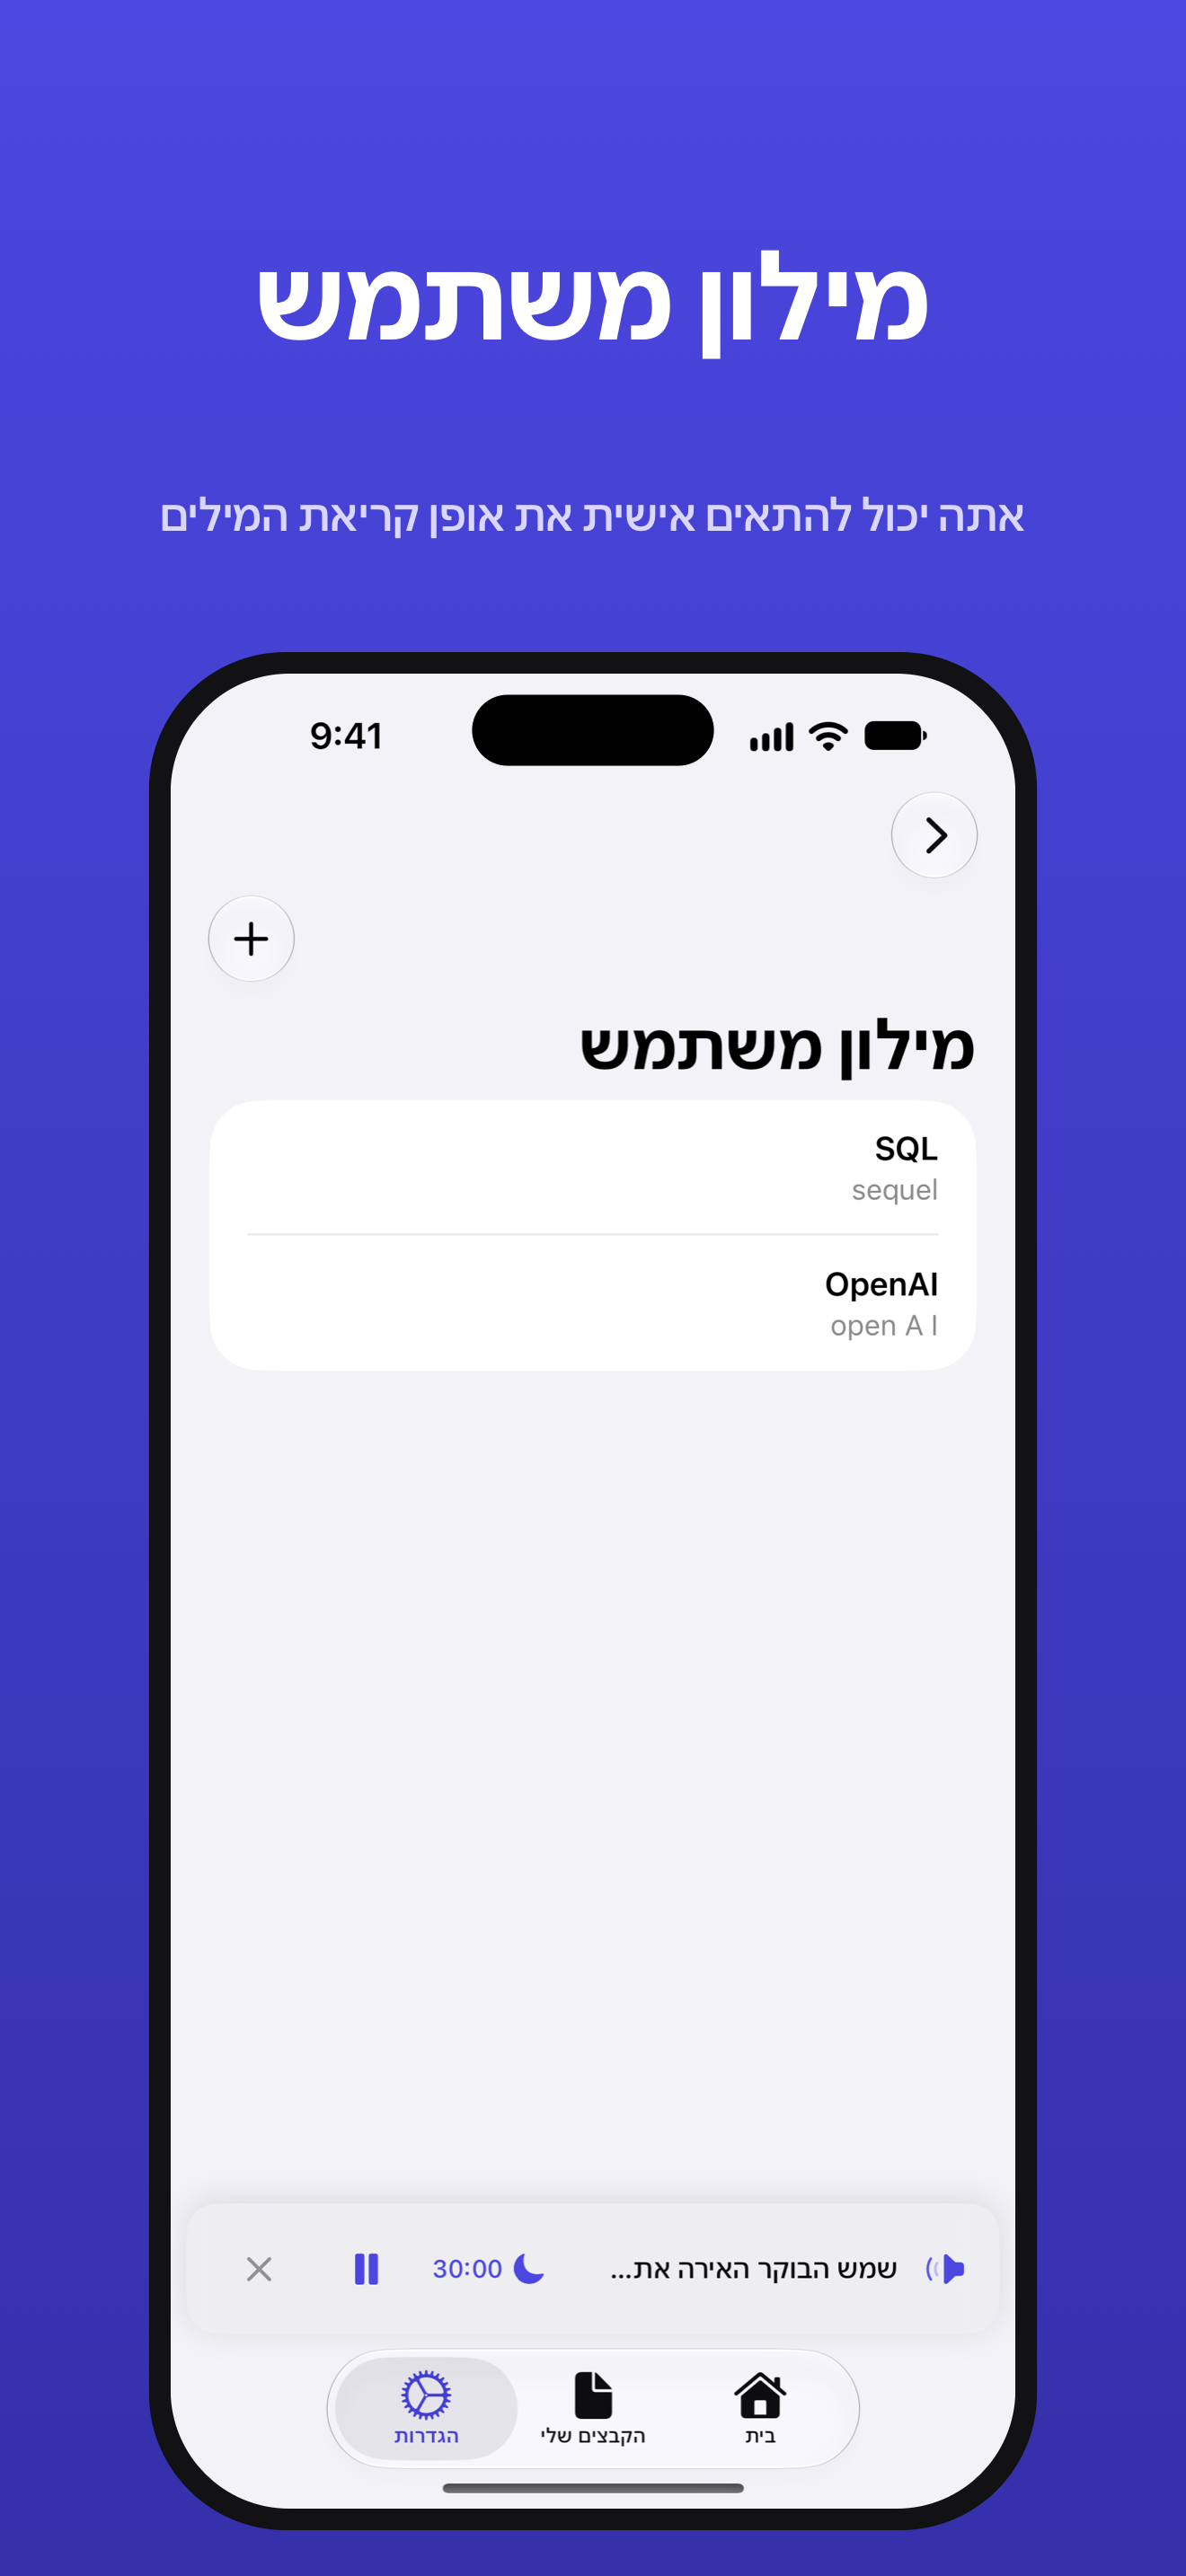 מילון משתמש
אתה יכול להתאים אישית את אופן קריאת המילים
9:41
מילון משתמש
SQL
sequel
OpenAI
open A I
שמש הבוקר האירה את...
30:00
בית
הקבצים שלי
הגדרות